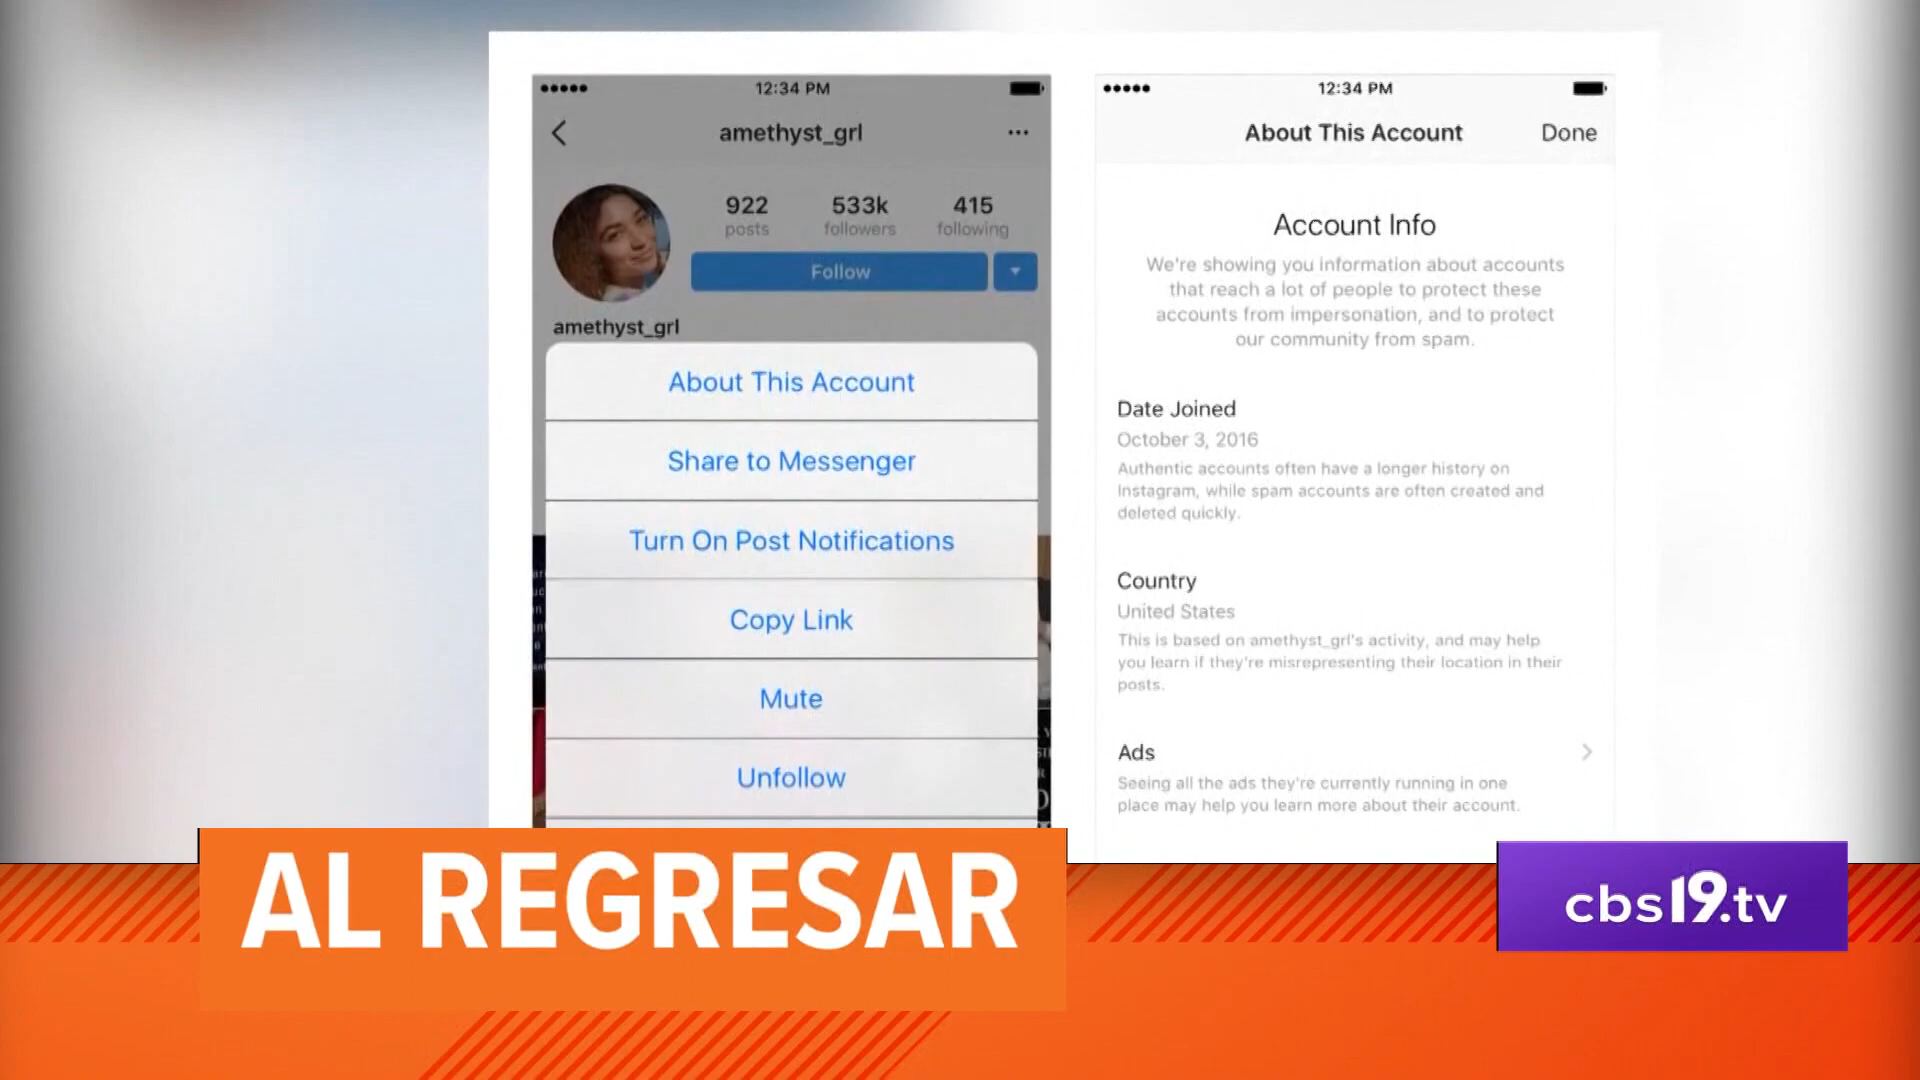 12:34 PM
amethyst_grl
922
posts
533k
followers
415
following
Follow
amethyst_grl
About This Account
Share to Messenger
Turn On Post Notifications
Copy Link
Mute
Unfollow
12:34 PM
About This Account
Done
Account Info
We're showing you information about accounts
that reach a lot of people to protect these
accounts from impersonation, and to protect
our community from spam.
Date Joined
October 3, 2016
Authentic accounts often have a longer history on
Instagram, while spam accounts are often created and
deleted quickly.
Country
United States
This is based on amethyst_grl's activity, and may help
you learn if they're misrepresenting their location in their
posts.
Ads
Seeing all the ads they're currently running in one
place may help you learn more about their account.
AL REGRESAR
cbs19.tv